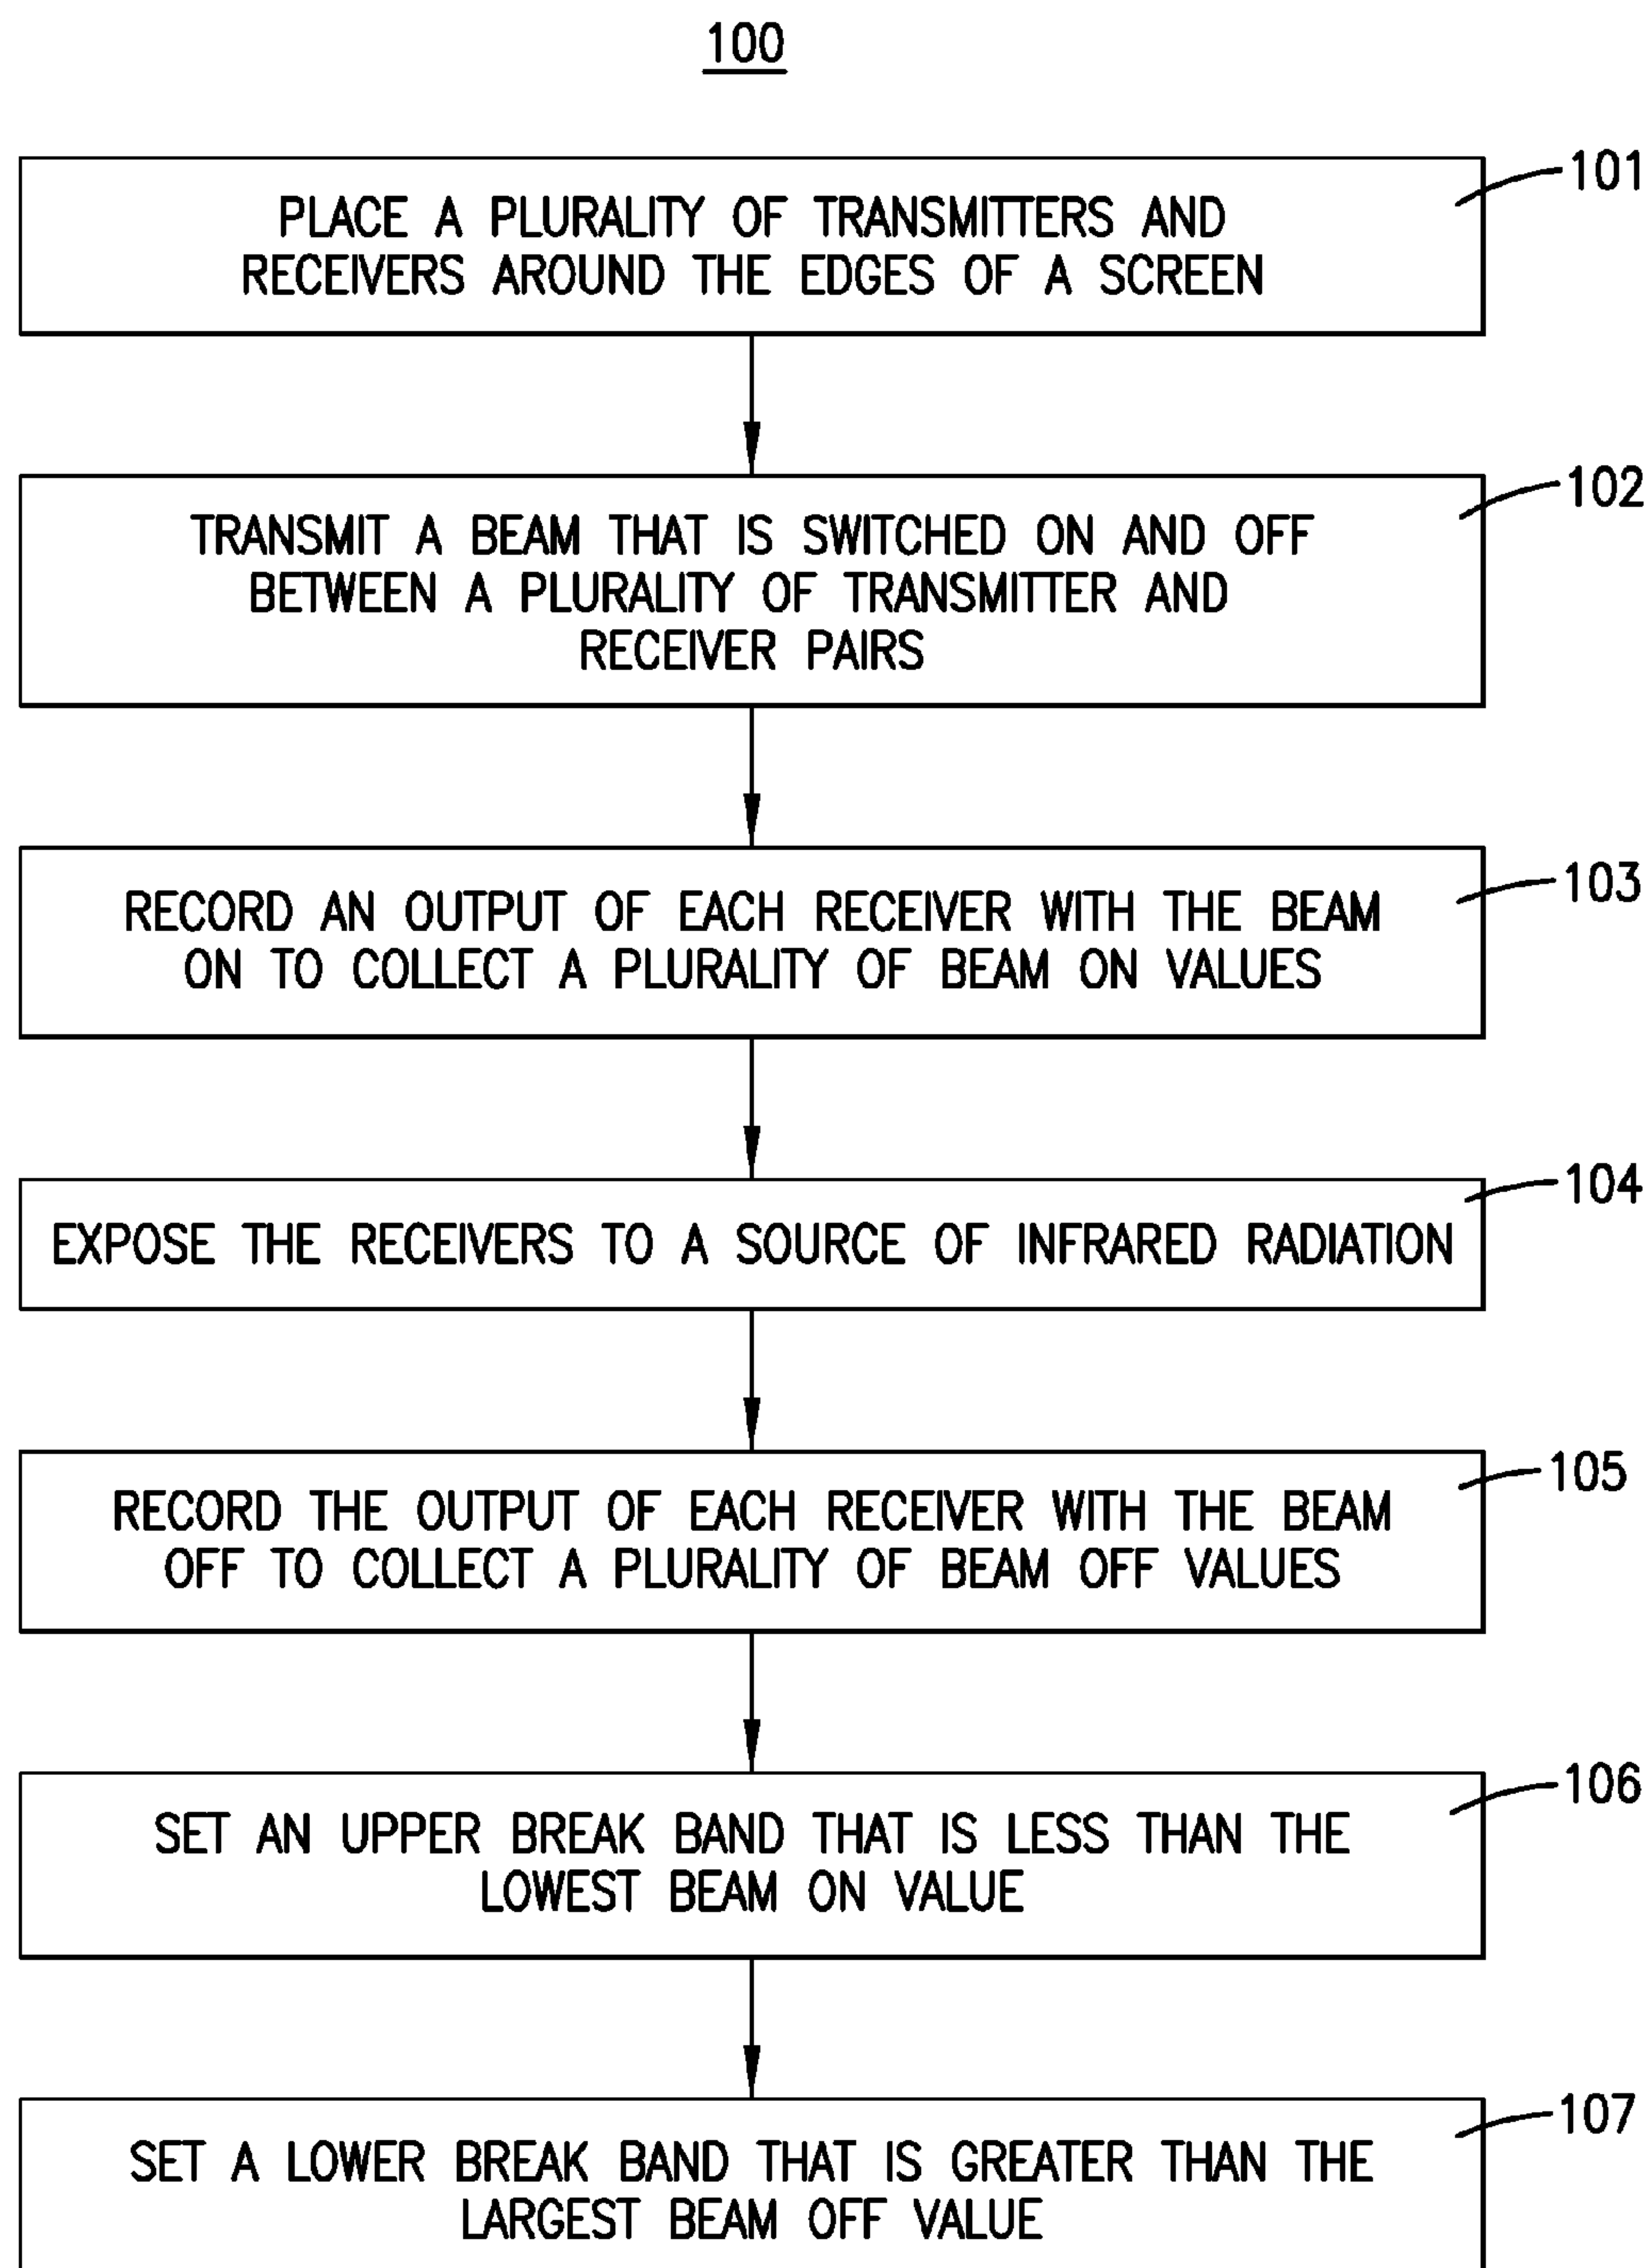 100
101
PLACE A PLURALITY OF TRANSMITTERS AND
RECEIVERS AROUND THE EDGES OF A SCREEN
102
TRANSMIT A BEAM THAT IS SWITCHED ON AND OFF
BETWEEN A PLURALITY OF TRANSMITTER AND
RECEIVER PAIRS
103
RECORD AN OUTPUT OF EACH RECEIVER WITH THE BEAM
ON TO COLLECT A PLURALITY OF BEAM ON VALUES
104
EXPOSE THE RECEIVERS TO A SOURCE OF INFRARED RADIATION
105
RECORD THE OUTPUT OF EACH RECEIVER WITH THE BEAM
OFF TO COLLECT A PLURALITY OF BEAM OFF VALUES
106
SET AN UPPER BREAK BAND THAT IS LESS THAN THE
LOWEST BEAM ON VALUE
107
SET A LOWER BREAK BAND THAT IS GREATER THAN THE
LARGEST BEAM OFF VALUE